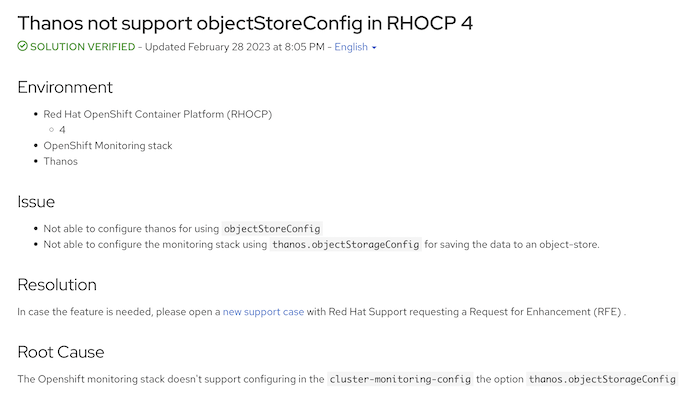 Thanos not support objectStoreConfig in RHOCP 4
SOLUTION VERIFIED - Updated February 28 2023 at 8:05 PM - English
Environment
Red Hat OpenShift Container Platform (RHOCP)
4
OpenShift Monitoring stack
Thanos
Issue
Not able to configure thanos for using objectStoreConfig
Not able to configure the monitoring stack using thanos.objectStorageConfig for saving the data to an object-store.
Resolution
In case the feature is needed, please open a new support case with Red Hat Support requesting a Request for Enhancement (RFE) .
Root Cause
The Openshift monitoring stack doesn't support configuring in the cluster-monitoring-config the option thanos.objectStorageConfig